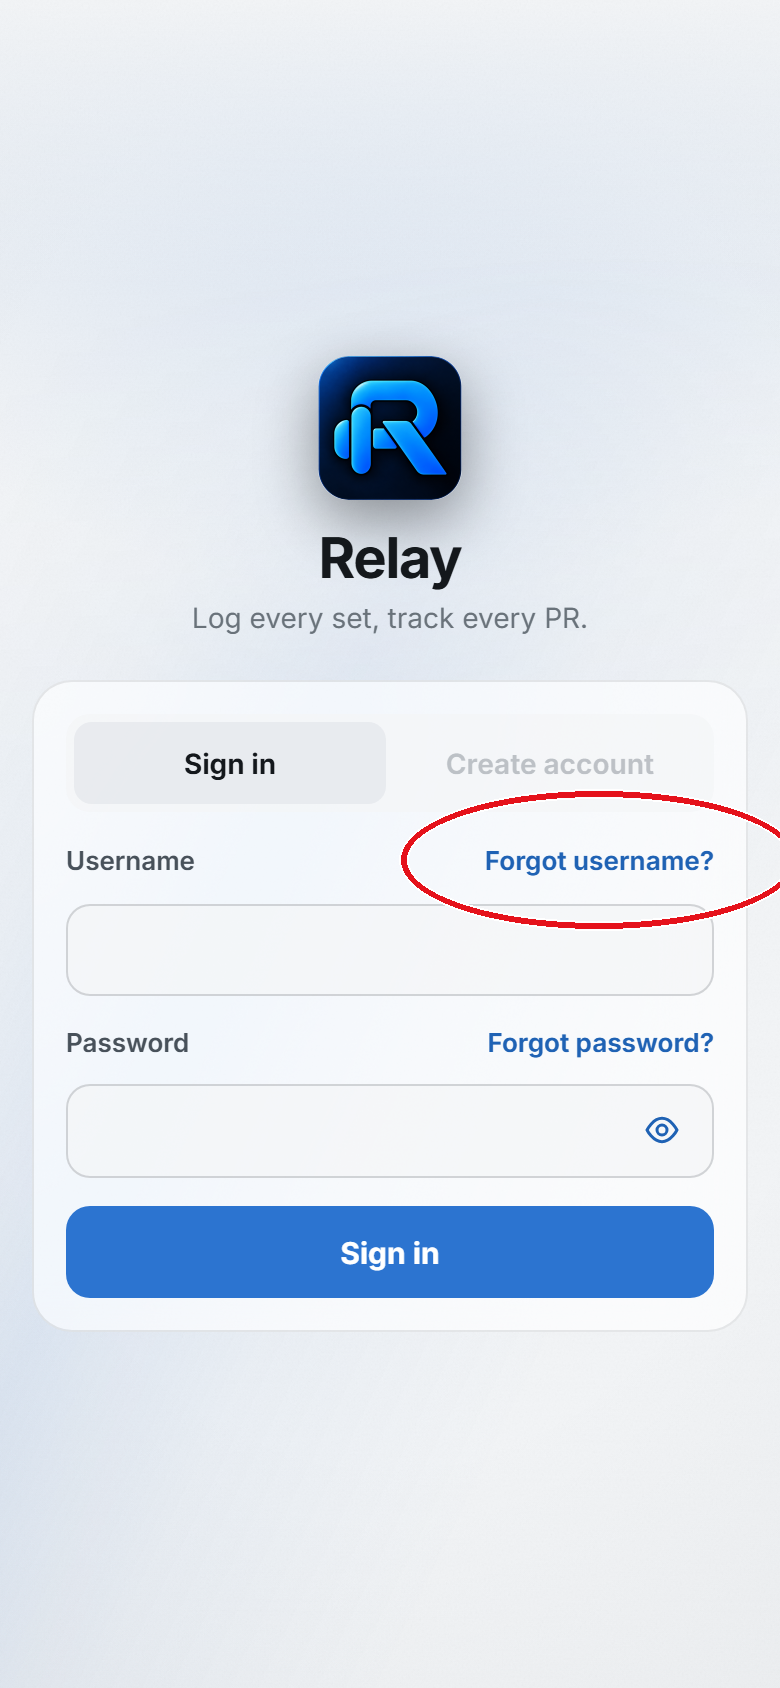 Relay
Log every set, track every PR.
Sign in
Create account
Username
Forgot username?
Password
Forgot password?
Sign in